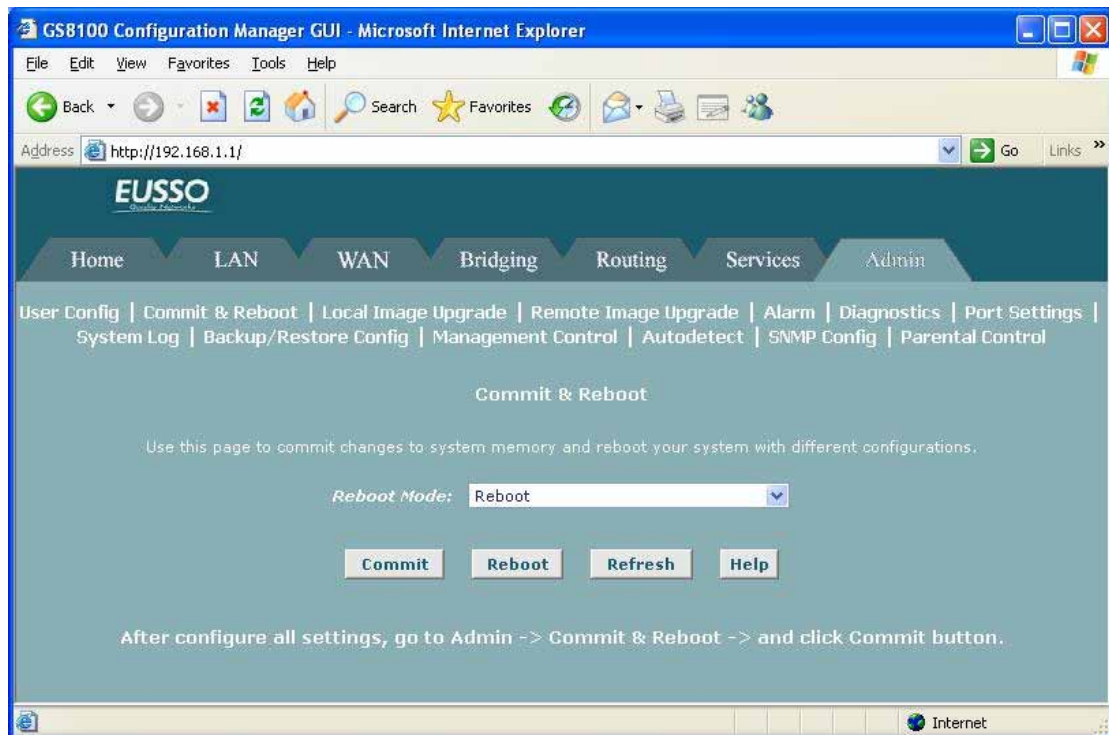 GS8100 Configuration Manager GUI - Microsoft Internet Explorer
File Edit View Favorites Tools Help
Back Search Favorites
Address http://192.168.1.1/ Go Links »
EUSSO
Quality Networks
Home LAN WAN Bridging Routing Services Admin
User Config | Commit & Reboot | Local Image Upgrade | Remote Image Upgrade | Alarm | Diagnostics | Port Settings |
System Log | Backup/Restore Config | Management Control | Autodetect | SNMP Config | Parental Control
Commit & Reboot
Use this page to commit changes to system memory and reboot your system with different configurations.
Reboot Mode: Reboot
Commit Reboot Refresh Help
After configure all settings, go to Admin -> Commit & Reboot -> and click Commit button.
Internet